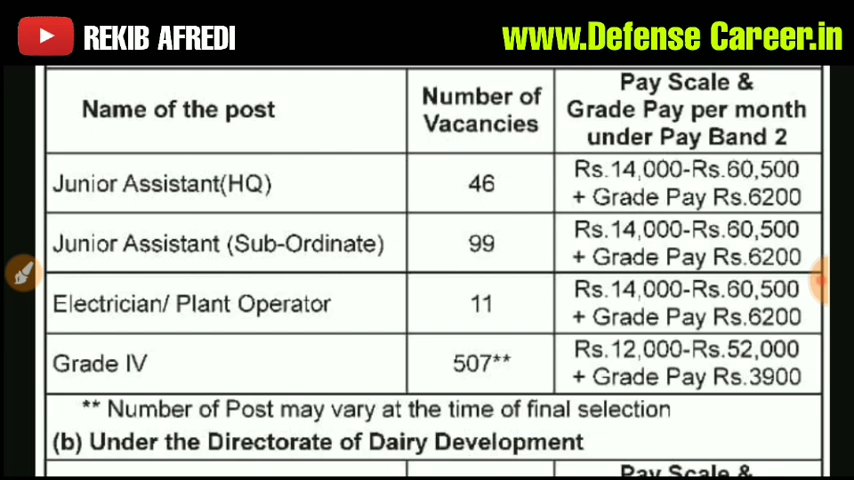 REKIB AFREDI
www.Defense Career.in
Name of the post
Number of
Vacancies
Pay Scale &
Grade Pay per month
under Pay Band 2
Junior Assistant(HQ)
46
Rs.14,000-Rs.60,500
+ Grade Pay Rs.6200
Junior Assistant (Sub-Ordinate)
99
Rs.14,000-Rs.60,500
+ Grade Pay Rs.6200
Electrician/ Plant Operator
11
Rs.14,000-Rs.60,500
+ Grade Pay Rs.6200
Grade IV
507**
Rs.12,000-Rs.52,000
+ Grade Pay Rs.3900
** Number of Post may vary at the time of final selection
(b) Under the Directorate of Dairy Development
Pay Scale &